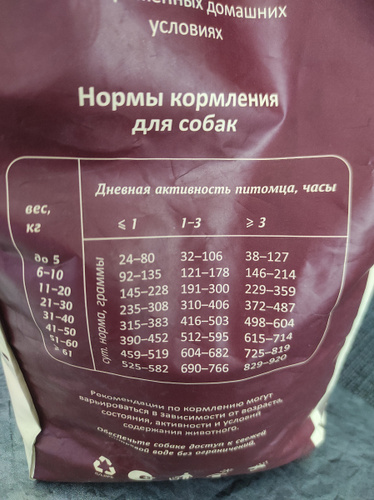 домашних
условиях
Нормы кормления
для собак
вес, кг
Дневная активность питомца, часы
⩽ 1 1–3 ⩾ 3
сут. норма, граммы
до 5 24–80 32–106 38–127
6–10 92–135 121–178 146–214
11–20 145–228 191–300 229–359
21–30 235–308 310–406 372–487
31–40 315–383 416–503 498–604
41–50 390–452 512–595 615–714
51–60 459–519 604–682 725–819
61 525–582 690–766 829–920
Рекомендации по кормлению могут
варьироваться в зависимости от возраста,
состояния, активности и условий
содержания животного.
Обеспечьте собаке доступ к свежей
воде без ограничений.